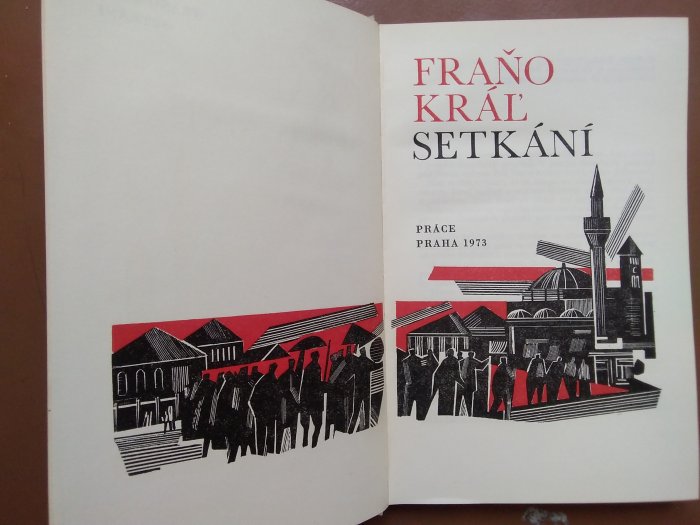 FRAŇO
KRÁĽ
SETKÁNÍ
PRÁCE
PRAHA 1973